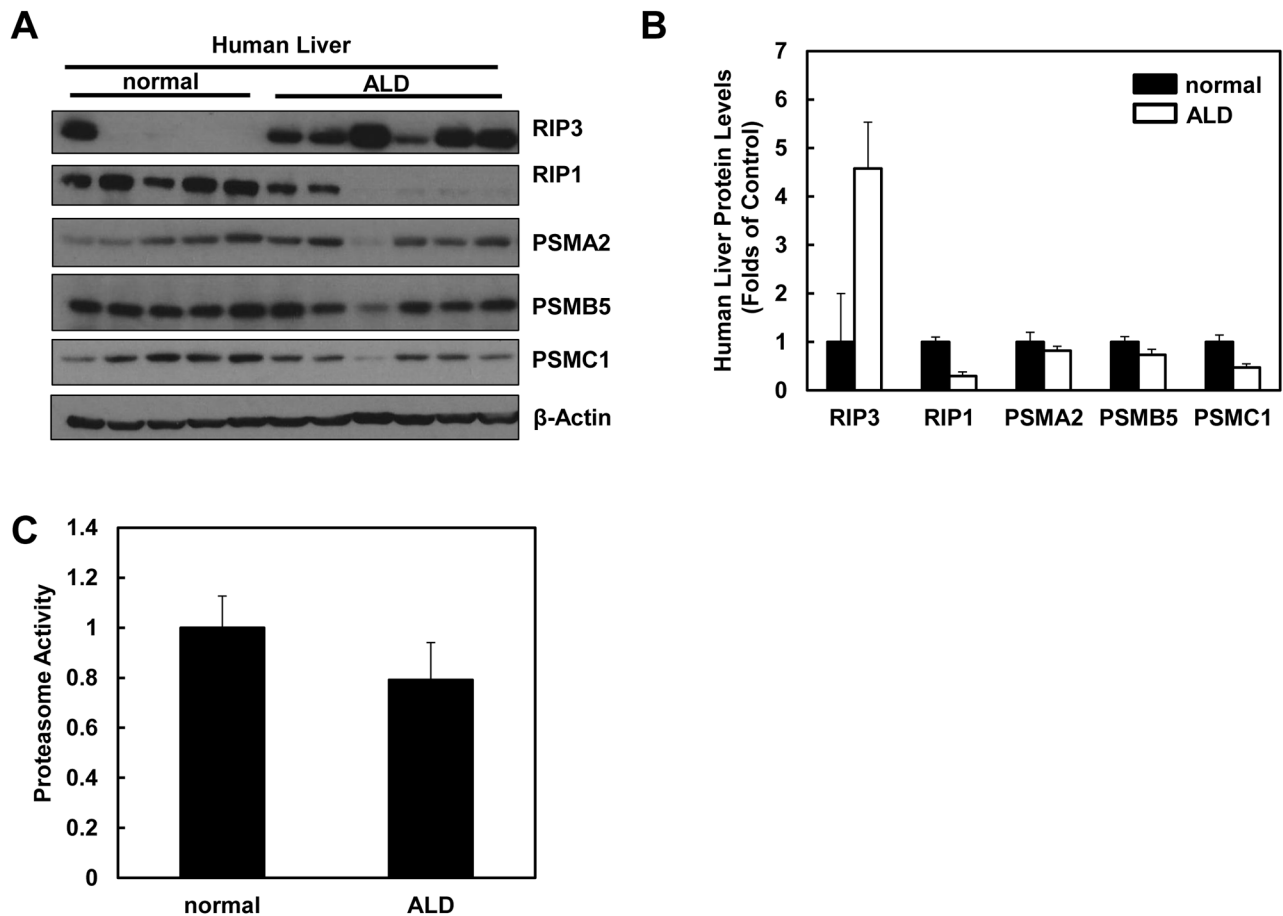 A
Human Liver
normal
ALD
RIP3
RIP1
PSMA2
PSMB5
PSMC1
β-Actin
B
Human Liver Protein Levels
(Folds of Control)
7
6
5
4
3
2
1
0
normal
ALD
RIP3 RIP1 PSMA2 PSMB5 PSMC1
C
Proteasome Activity
1.4
1.2
1
0.8
0.6
0.4
0.2
0
normal ALD